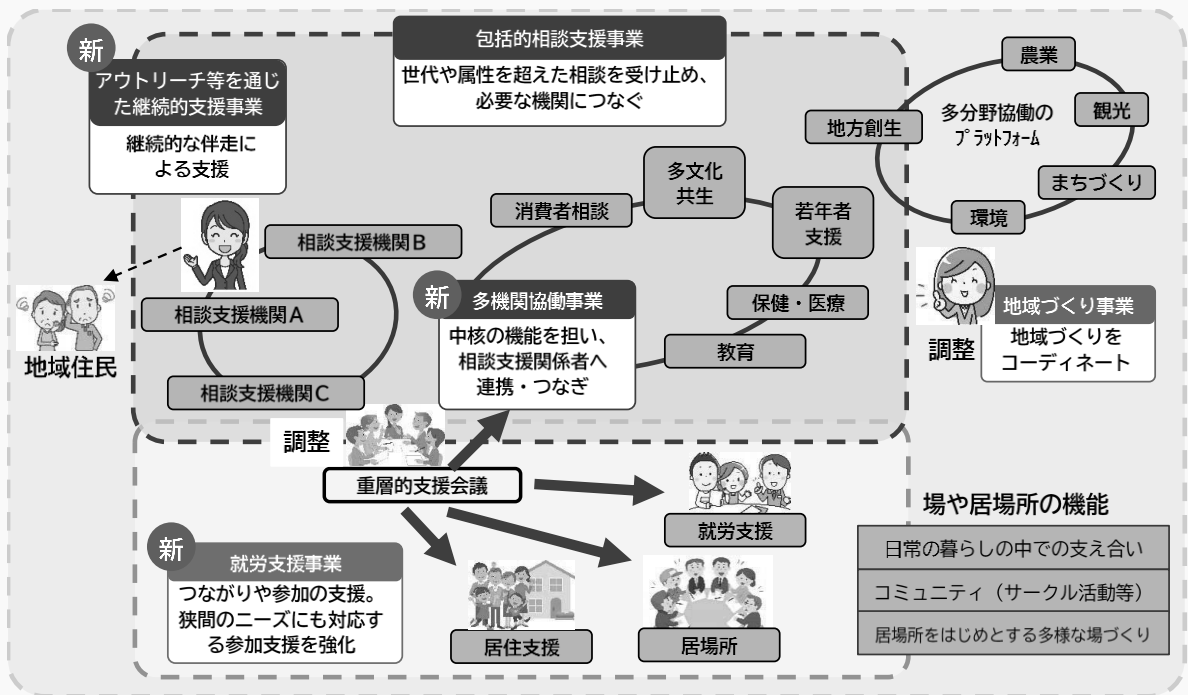 新
アウトリーチ等を通じ
た継続的支援事業
継続的な伴走に
よる支援
包括的相談支援事業
世代や属性を超えた相談を受け止め、
必要な機関につなぐ
農業
観光
地方創生
多分野協働の
プラットフォーム
まちづくり
環境
消費者相談
多文化
共生
若年者
支援
保健・医療
教育
相談支援機関B
相談支援機関A
相談支援機関C
地域住民
新
多機関協働事業
中核の機能を担い、
相談支援関係者へ
連携・つなぎ
調整
地域づくり事業
地域づくりを
コーディネート
調整
重層的支援会議
就労支援
居住支援
居場所
新
就労支援事業
つながりや参加の支援。
狭間のニーズにも対応す
る参加支援を強化
場や居場所の機能
日常の暮らしの中での支え合い
コミュニティ（サークル活動等）
居場所をはじめとする多様な場づくり